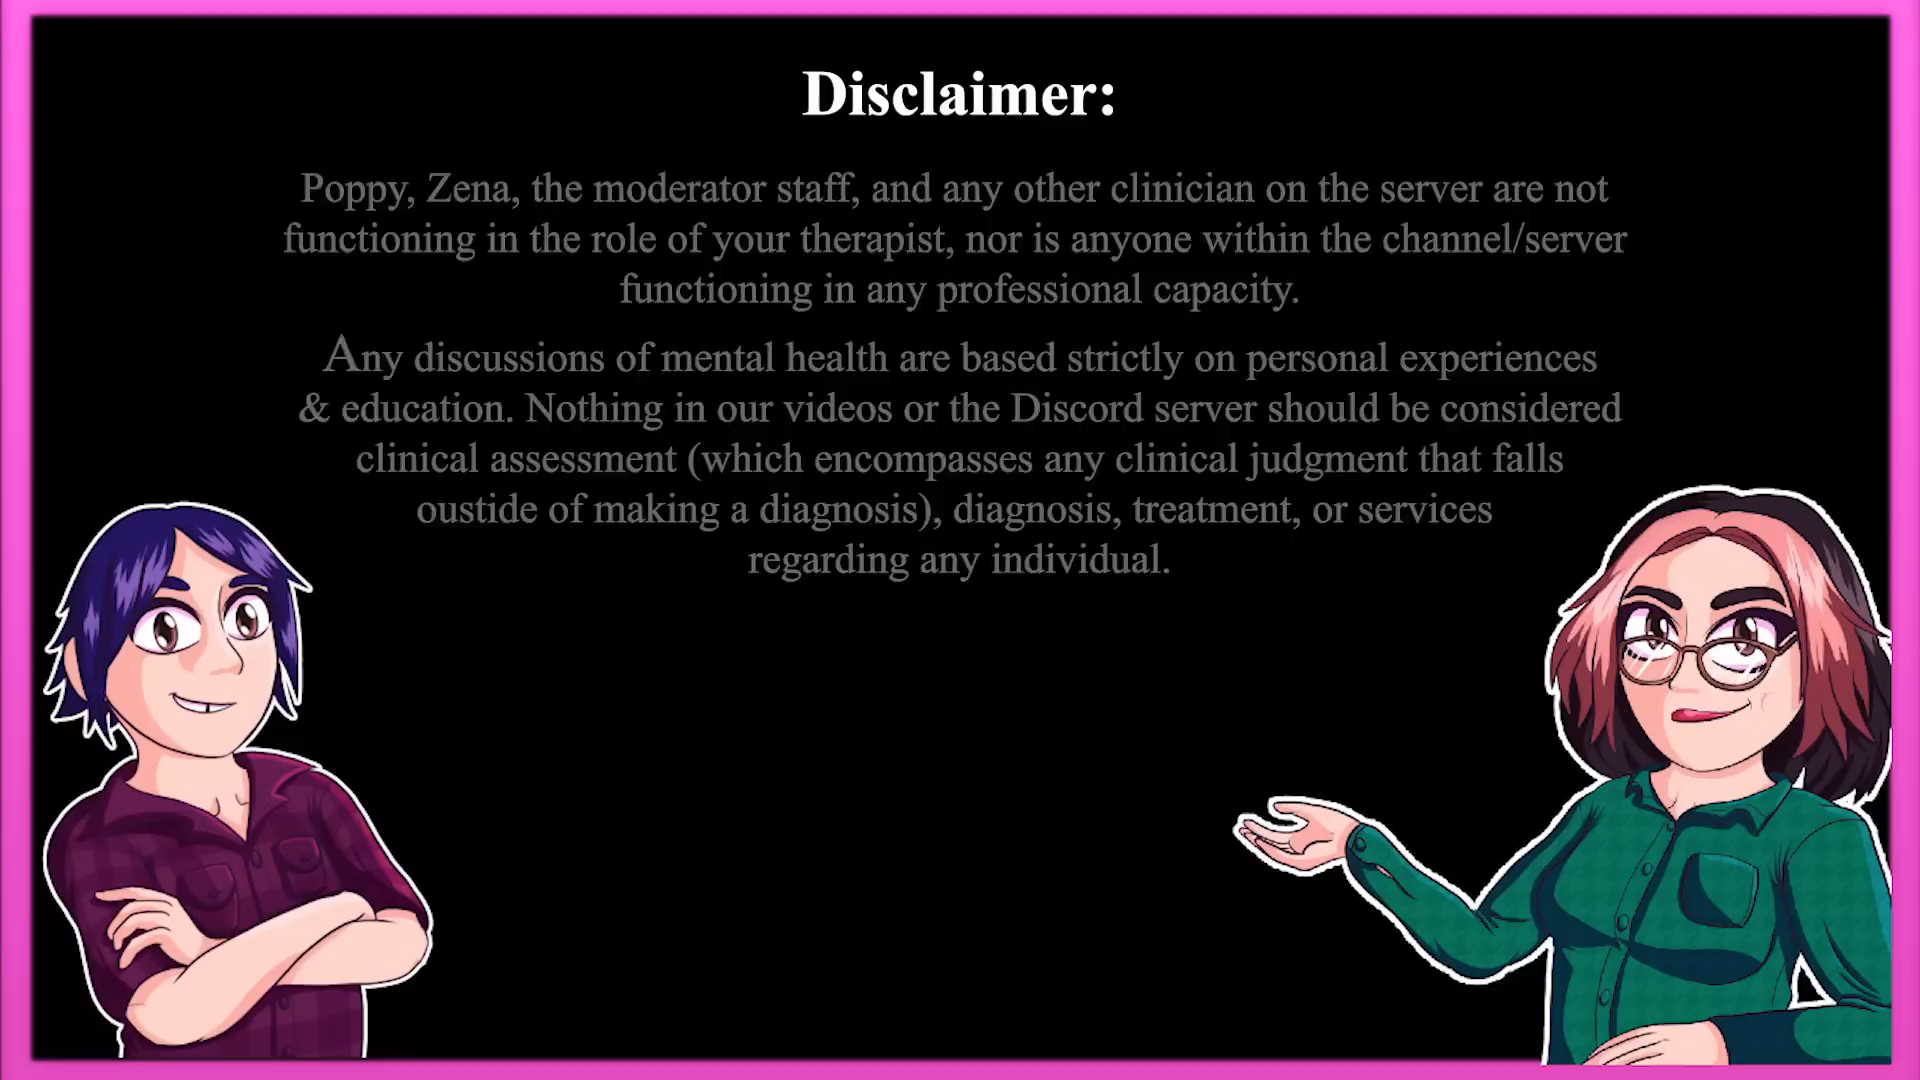 Disclaimer:
Poppy, Zena, the moderator staff, and any other clinician on the server are not
functioning in the role of your therapist, nor is anyone within the channel/server
functioning in any professional capacity.
Any discussions of mental health are based strictly on personal experiences
& education. Nothing in our videos or the Discord server should be considered
clinical assessment (which encompasses any clinical judgment that falls
oustide of making a diagnosis), diagnosis, treatment, or services
regarding any individual.